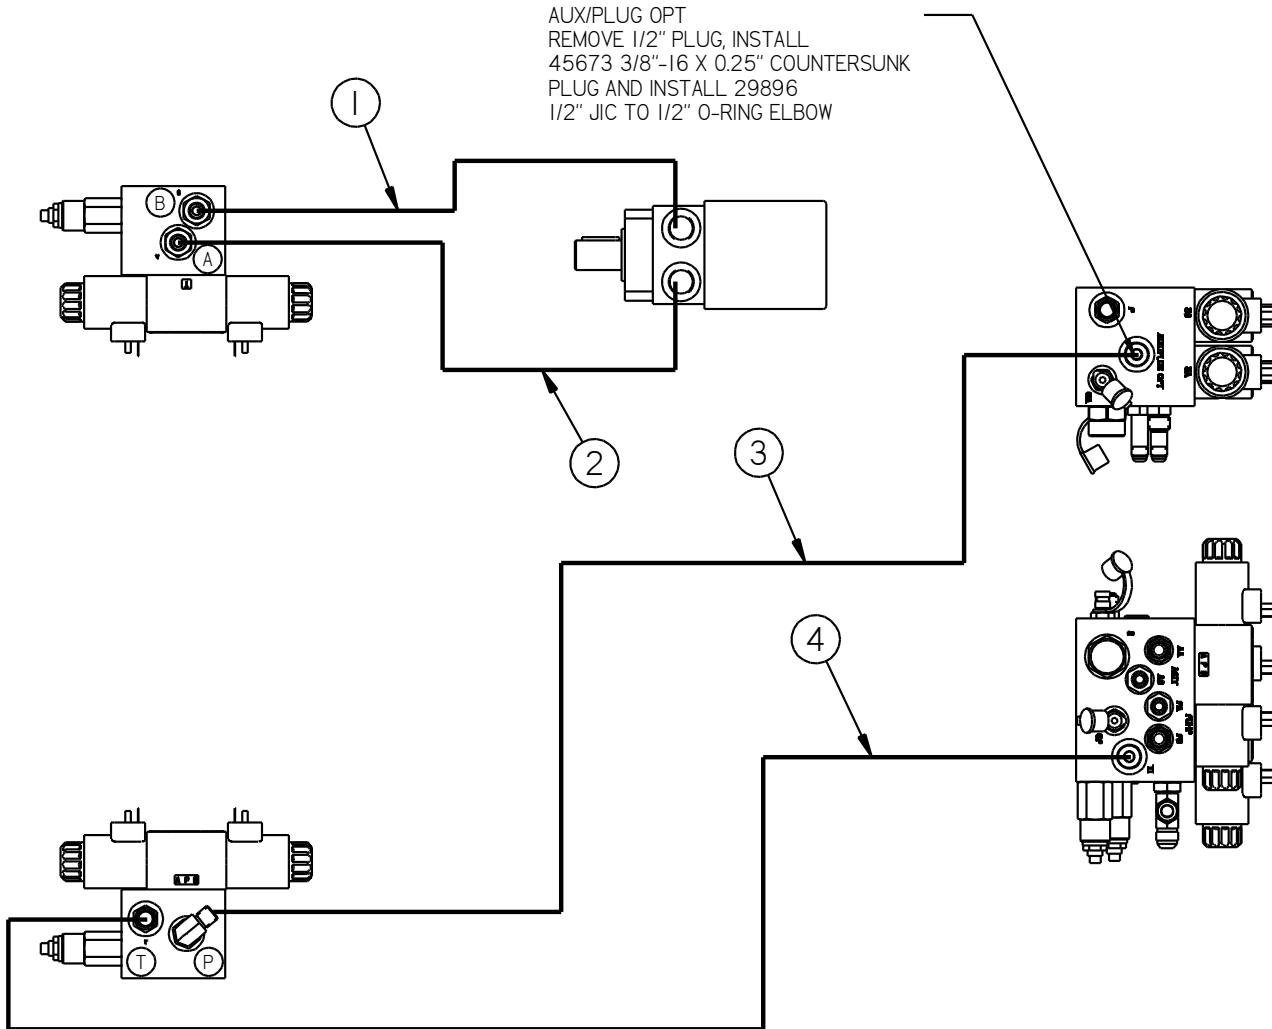 AUX/PLUG OPT
REMOVE 1/2" PLUG, INSTALL
45673 3/8"-16 X 0.25" COUNTERSUNK
PLUG AND INSTALL 29896
1/2" JIC TO 1/2" O-RING ELBOW
1
B
A
2
3
4
T
P